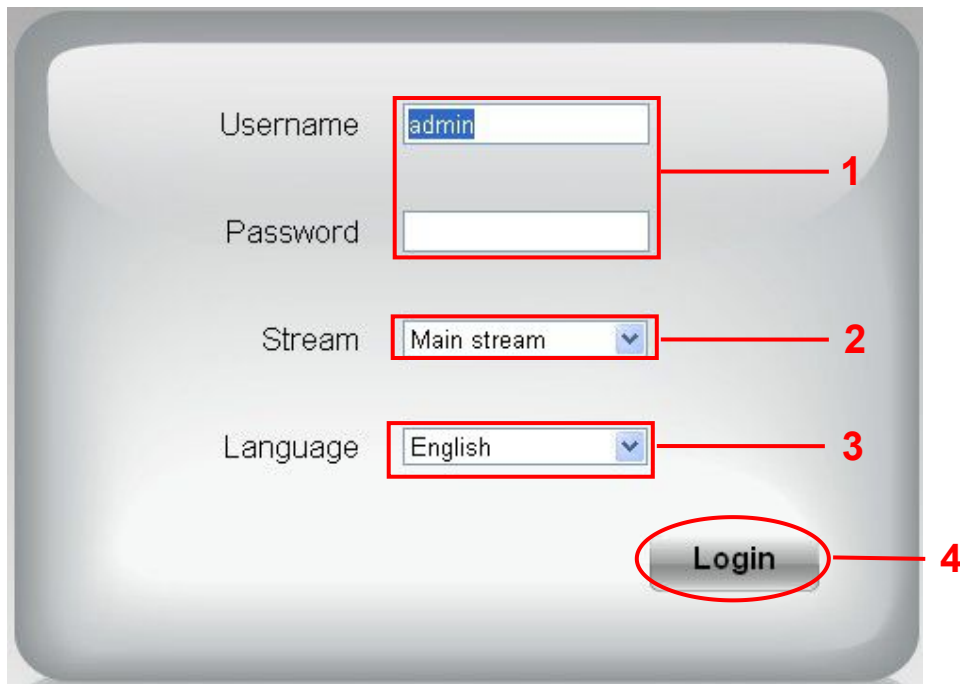 Username admin
1
Password
Stream Main stream 2
Language English 3
Login 4